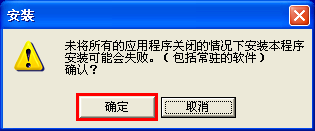 安装
未将所有的应用程序关闭的情况下安装本程序
安装可能会失败。（包括常驻的软件）
确认？
确定
取消